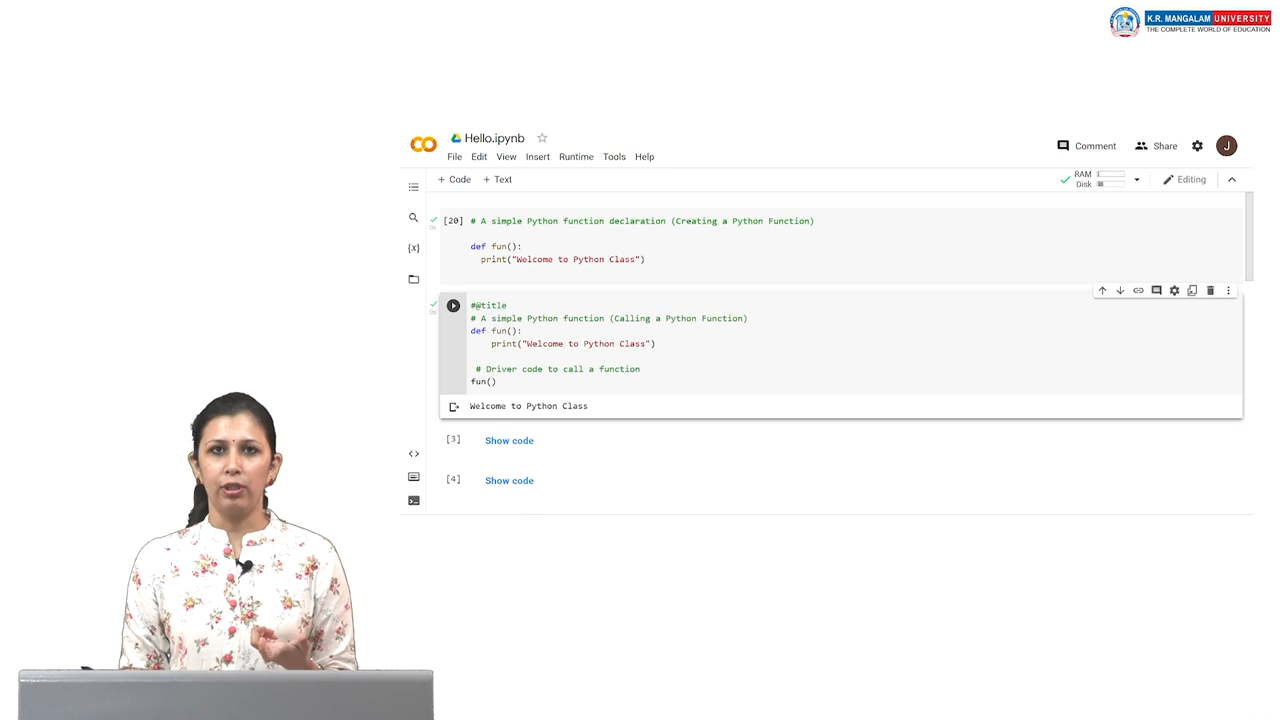 K.R. MANGALAM UNIVERSITY
THE COMPLETE WORLD OF EDUCATION
Hello.ipynb
File Edit View Insert Runtime Tools Help
Comment Share J
+ Code + Text
RAM
Disk
Editing
[20] # A simple Python function declaration (Creating a Python Function)
{x}
def fun():
print("Welcome to Python Class")
#@title
# A simple Python function (Calling a Python Function)
def fun():
print("Welcome to Python Class")
# Driver code to call a function
fun()
Welcome to Python Class
[3] Show code
[4] Show code